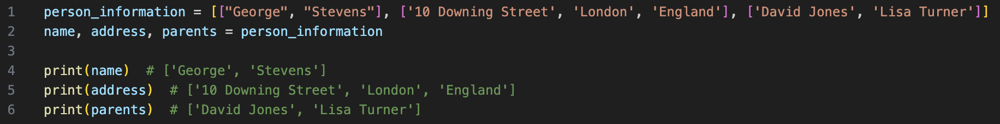 1 person_information = [["George", "Stevens"], ['10 Downing Street', 'London', 'England'], ['David Jones', 'Lisa Turner']]
2 name, address, parents = person_information
3
4 print(name)  # ['George', 'Stevens']
5 print(address)  # ['10 Downing Street', 'London', 'England']
6 print(parents)  # ['David Jones', 'Lisa Turner']